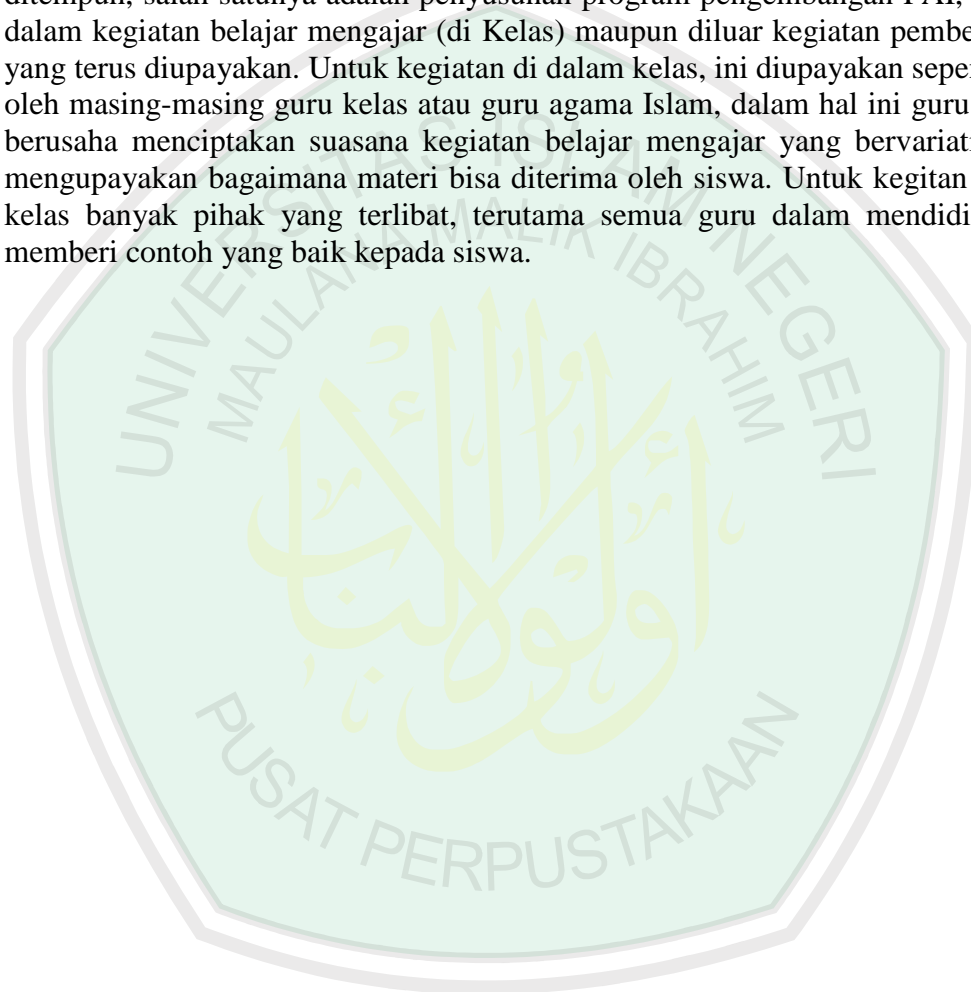 ditempuh, salah satunya adalah penyusunan program pengembangan PAI,
dalam kegiatan belajar mengajar (di Kelas) maupun diluar kegiatan pembe
yang terus diupayakan. Untuk kegiatan di dalam kelas, ini diupayakan sepe
oleh masing-masing guru kelas atau guru agama Islam, dalam hal ini guru
berusaha menciptakan suasana kegiatan belajar mengajar yang bervariati
mengupayakan bagaimana materi bisa diterima oleh siswa. Untuk kegitan
kelas banyak pihak yang terlibat, terutama semua guru dalam mendidi
memberi contoh yang baik kepada siswa.
UNIVERSITAS ISLAM NEGERI
MAULANA MALIK IBRAHIM
أولوا الألباب
PUSAT PERPUSTAKAAN